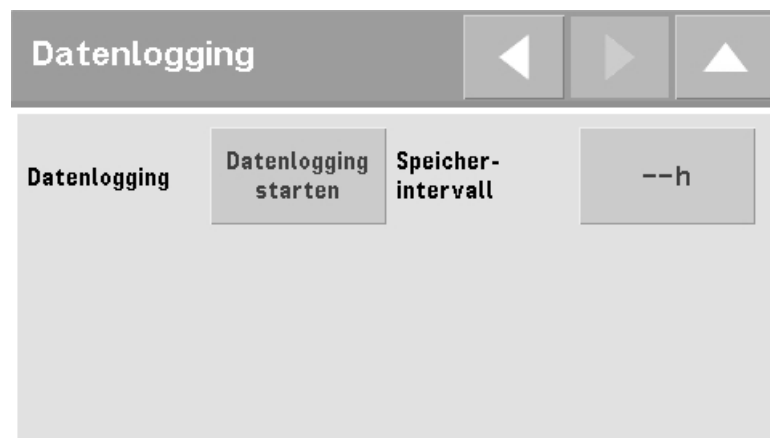 Datenlogging
Datenlogging
Datenlogging
starten
Speicher-
intervall
--h